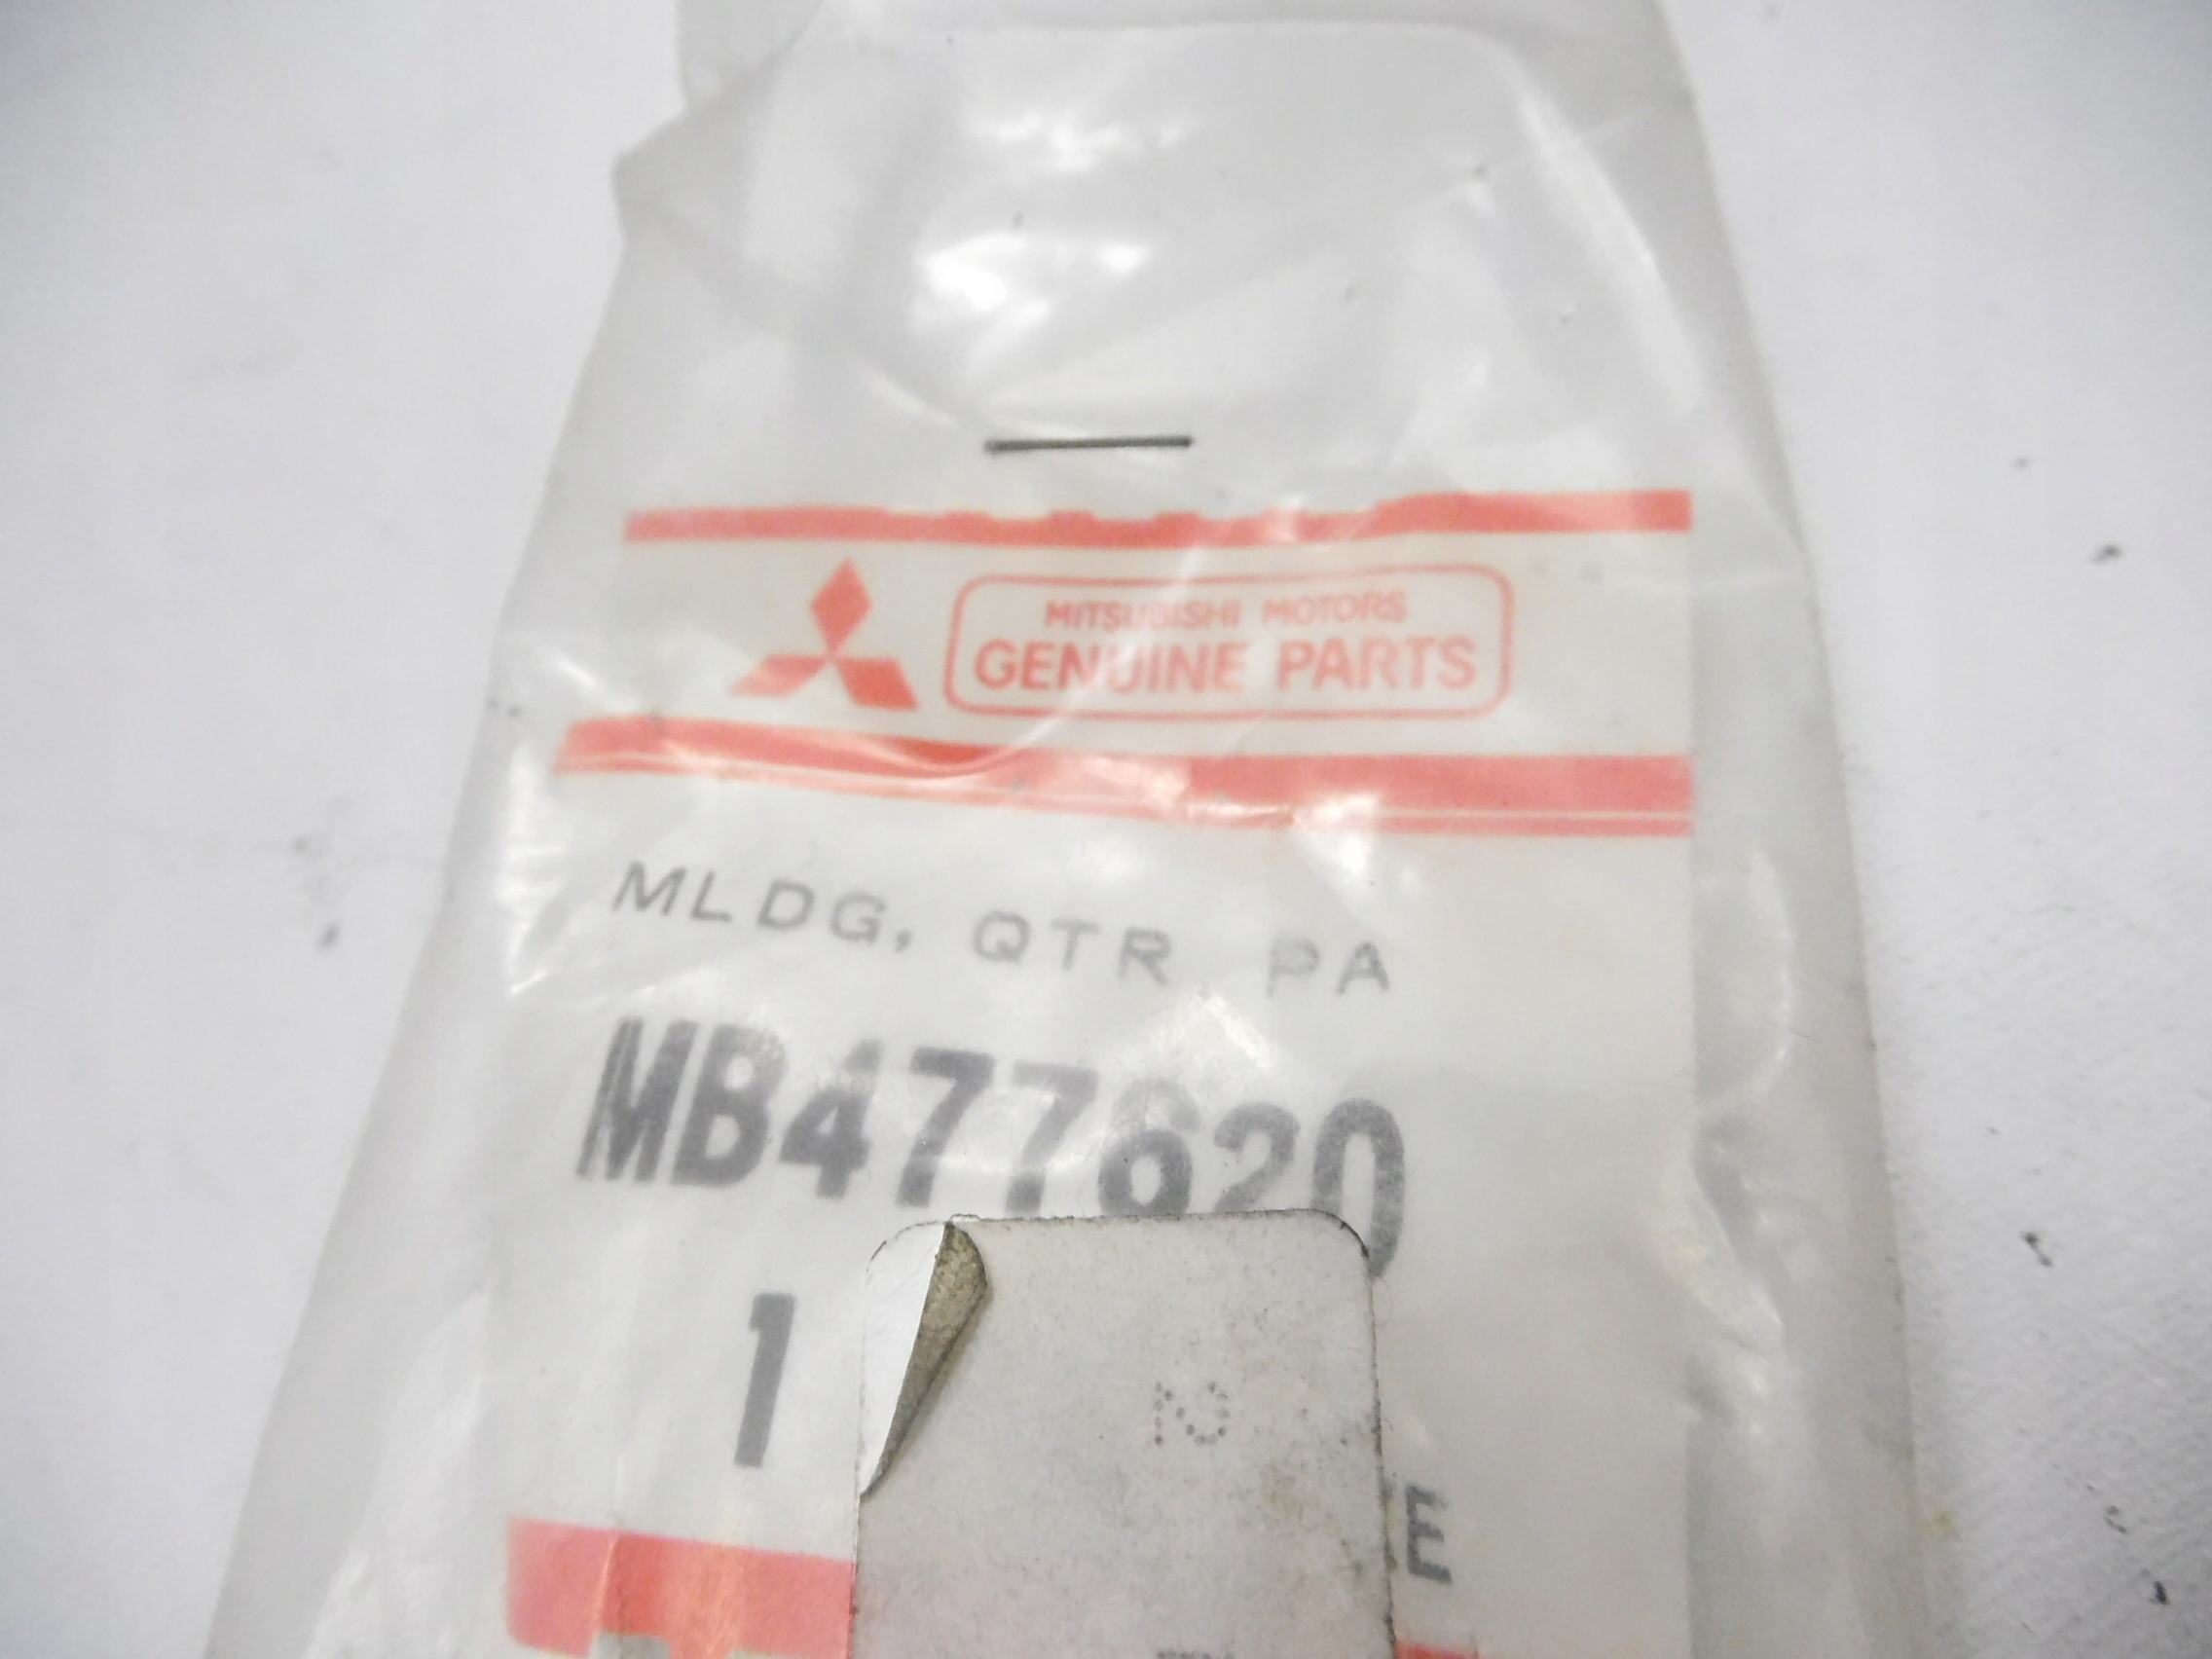 MITSUBISHI MOTORS
GENUINE PARTS
MLDG, QTR PA
MB477620
1